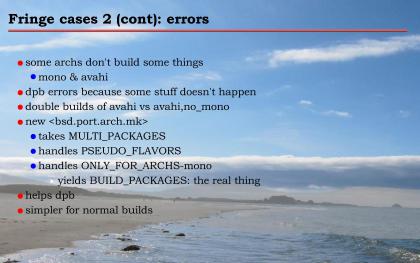 Fringe cases 2 (cont): errors
some archs don't build some things
mono & avahi
dpb errors because some stuff doesn't happen
double builds of avahi vs avahi,no_mono
new <bsd.port.arch.mk>
takes MULTI_PACKAGES
handles PSEUDO_FLAVORS
handles ONLY_FOR_ARCHS-mono
yields BUILD_PACKAGES: the real thing
helps dpb
simpler for normal builds